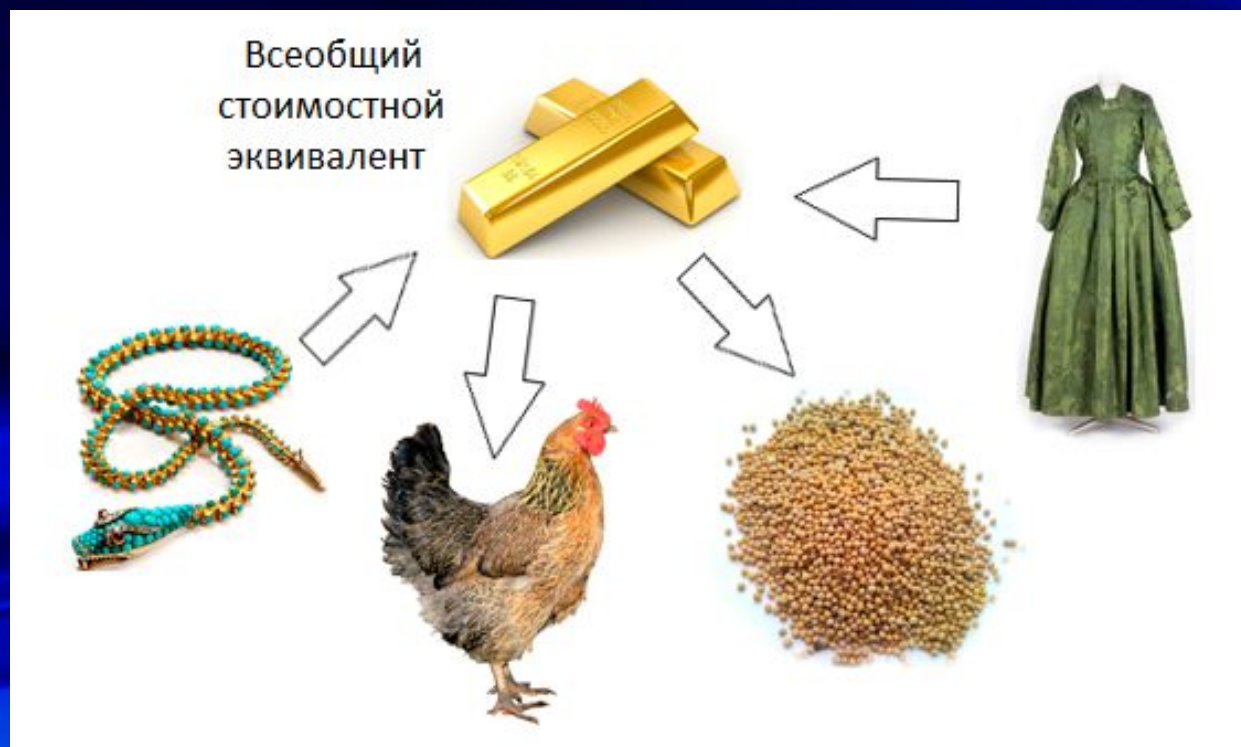 Всеобщий
стоимостной
эквивалент